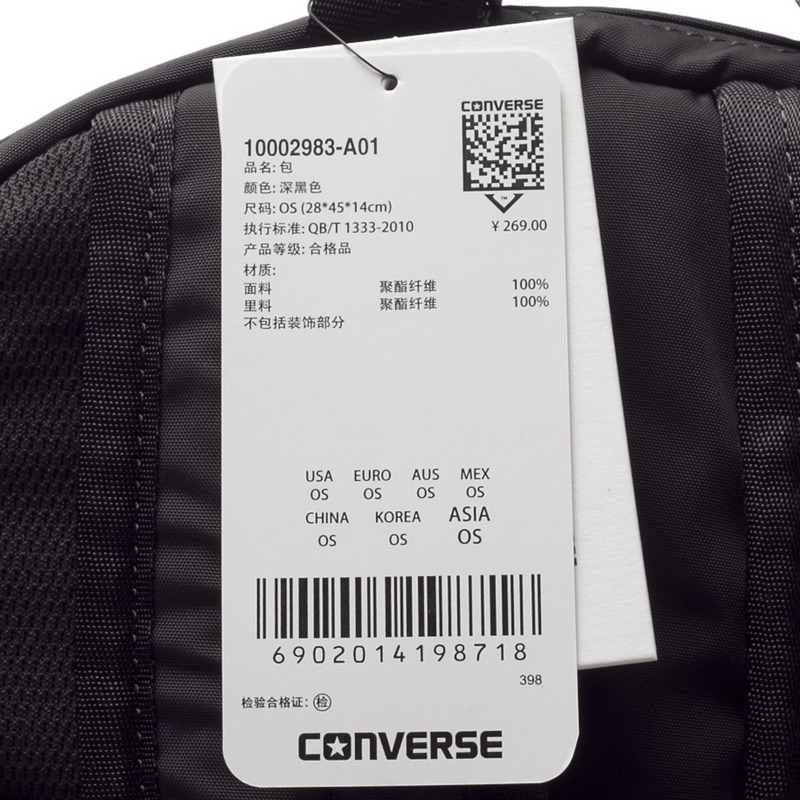 CONVERSE
10002983-A01
品名: 包
颜色: 深黑色
尺码: OS (28*45*14cm)
执行标准: QB/T 1333-2010
TM
¥ 269.00
产品等级: 合格品
材质:
面料 聚酯纤维 100%
里料 聚酯纤维 100%
不包括装饰部分
USA EURO AUS MEX
OS OS OS OS
CHINA KOREA ASIA
OS OS OS
6902014198718
398
检验合格证: 检
CONVERSE